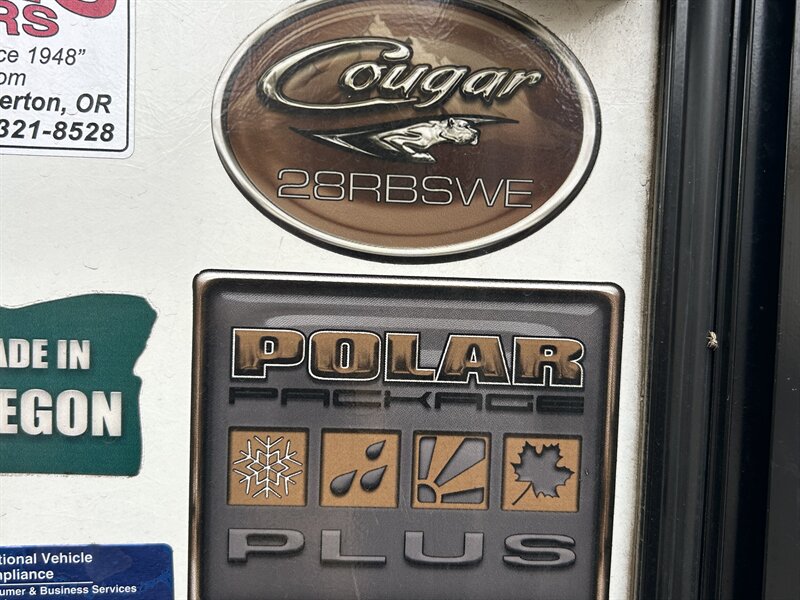 RS
ce 1948"
om
erton, OR
321-8528
Cougar
28RBSWE
ADE IN
EGON
POLAR
PACKAGE
PLUS
tional Vehicle
mpliance
umer & Business Services